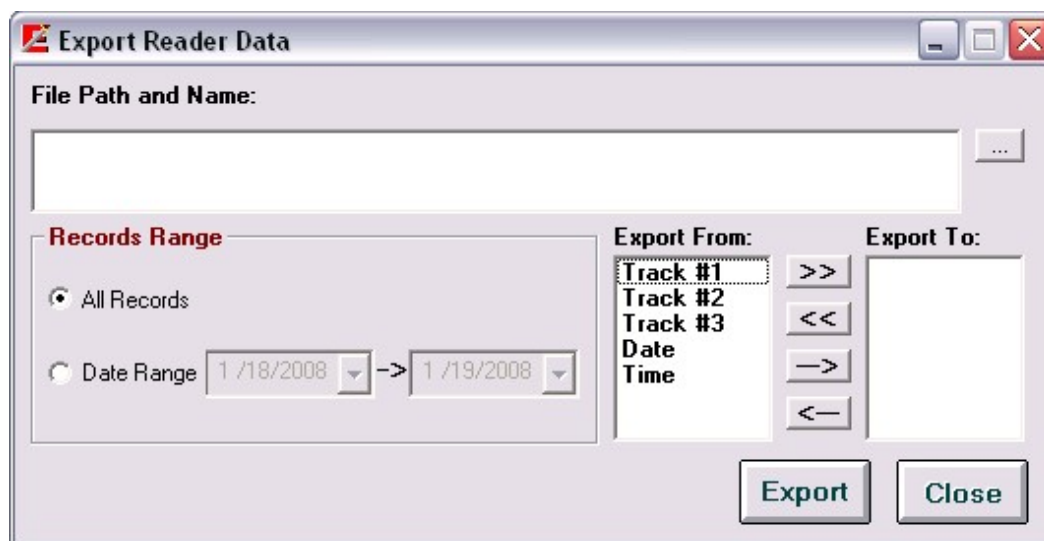 Export Reader Data
File Path and Name:
...
Records Range
All Records
Date Range 1 /18/2008 -> 1 /19/2008
Export From:
Track #1
Track #2
Track #3
Date
Time
>>
<<
—>
<—
Export To:
Export
Close